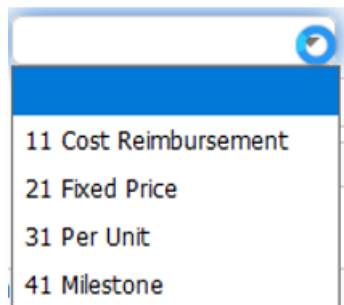 11 Cost Reimbursement
21 Fixed Price
31 Per Unit
41 Milestone